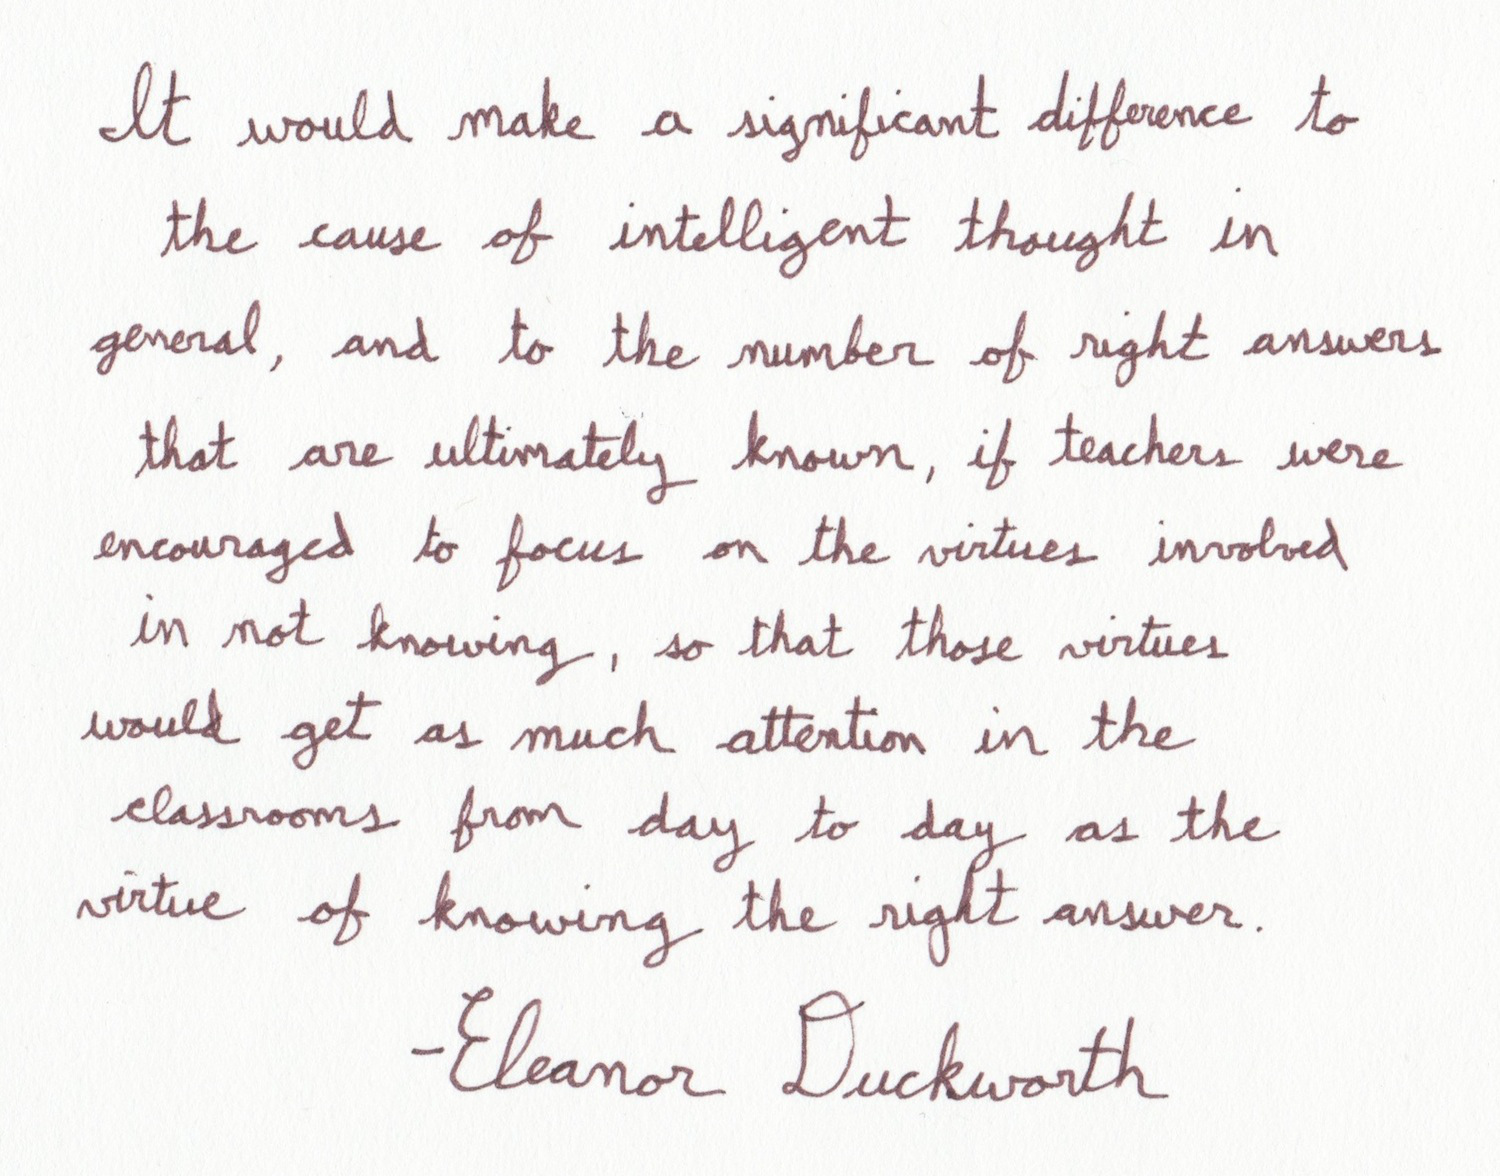 It would make a significant difference to
the cause of intelligent thought in
general, and to the number of right answers
that are ultimately known, if teachers were
encouraged to focus on the virtues involved
in not knowing, so that those virtues
would get as much attention in the
classrooms from day to day as the
virtue of knowing the right answer.
-Eleanor Duckworth